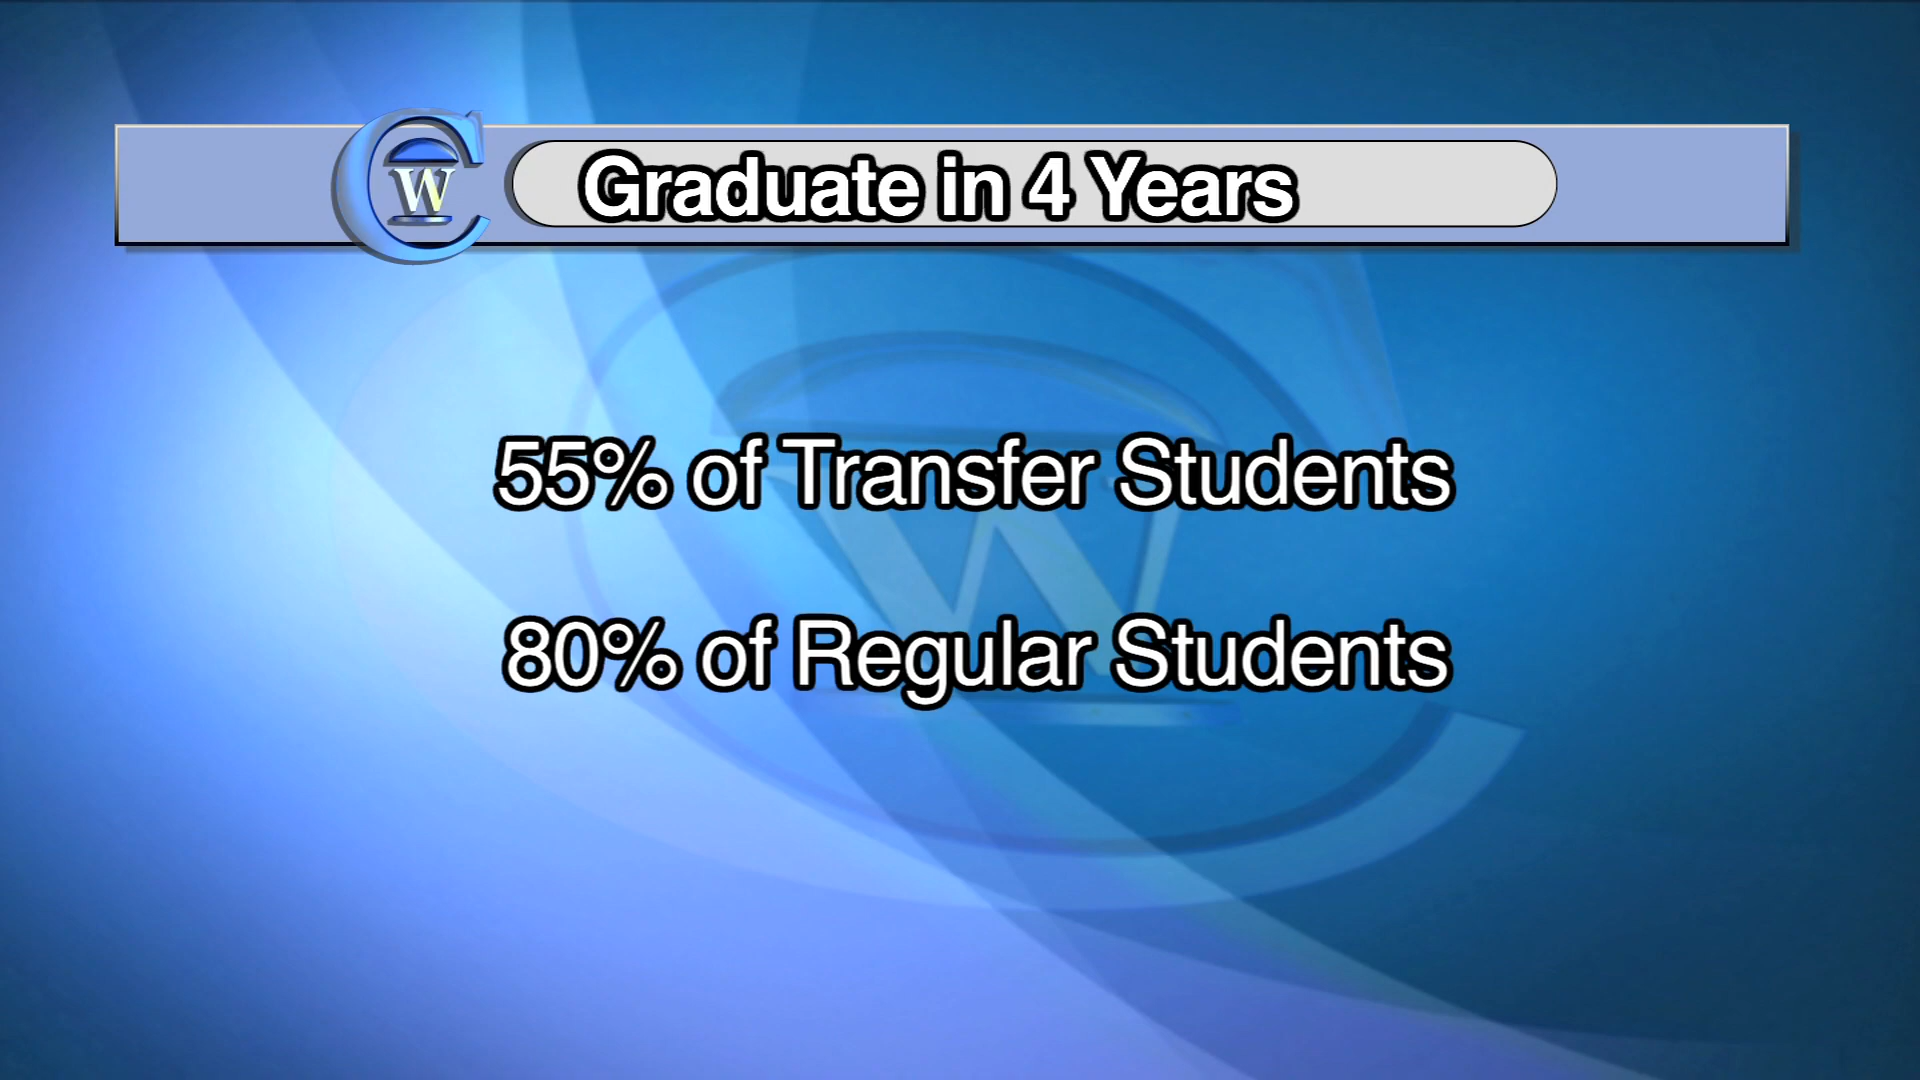 CW
Graduate in 4 Years
55% of Transfer Students
80% of Regular Students